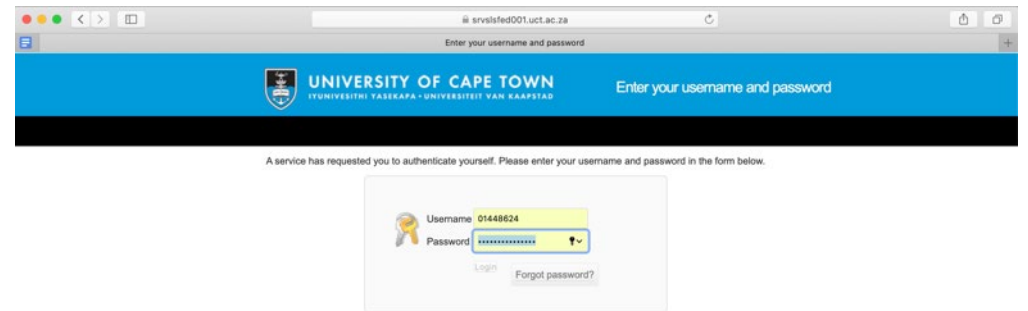 srvslsfed001.uct.ac.za
Enter your username and password
UNIVERSITY OF CAPE TOWN
IYUNIVESITHI YASEKAPA • UNIVERSITEIT VAN KAAPSTAD
Enter your username and password
A service has requested you to authenticate yourself. Please enter your username and password in the form below.
Username 01448624
Password •••••••••••••••
Login Forgot password?